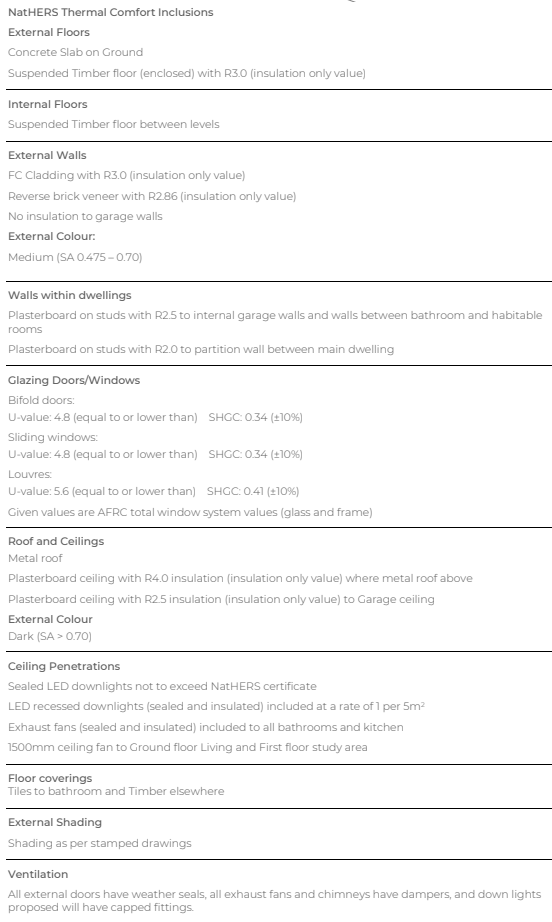 NatHERS Thermal Comfort Inclusions
External Floors
Concrete Slab on Ground
Suspended Timber floor (enclosed) with R3.0 (insulation only value)
Internal Floors
Suspended Timber floor between levels
External Walls
FC Cladding with R3.0 (insulation only value)
Reverse brick veneer with R2.86 (insulation only value)
No insulation to garage walls
External Colour:
Medium (SA 0.475 – 0.70)
Walls within dwellings
Plasterboard on studs with R2.5 to internal garage walls and walls between bathroom and habitable
rooms
Plasterboard on studs with R2.0 to partition wall between main dwelling
Glazing Doors/Windows
Bifold doors:
U-value: 4.8 (equal to or lower than) SHGC: 0.34 (±10%)
Sliding windows:
U-value: 4.8 (equal to or lower than) SHGC: 0.34 (±10%)
Louvres:
U-value: 5.6 (equal to or lower than) SHGC: 0.41 (±10%)
Given values are AFRC total window system values (glass and frame)
Roof and Ceilings
Metal roof
Plasterboard ceiling with R4.0 insulation (insulation only value) where metal roof above
Plasterboard ceiling with R2.5 insulation (insulation only value) to Garage ceiling
External Colour
Dark (SA > 0.70)
Ceiling Penetrations
Sealed LED downlights not to exceed NatHERS certificate
LED recessed downlights (sealed and insulated) included at a rate of 1 per 5m²
Exhaust fans (sealed and insulated) included to all bathrooms and kitchen
1500mm ceiling fan to Ground floor Living and First floor study area
Floor coverings
Tiles to bathroom and Timber elsewhere
External Shading
Shading as per stamped drawings
Ventilation
All external doors have weather seals, all exhaust fans and chimneys have dampers, and down lights
proposed will have capped fittings.